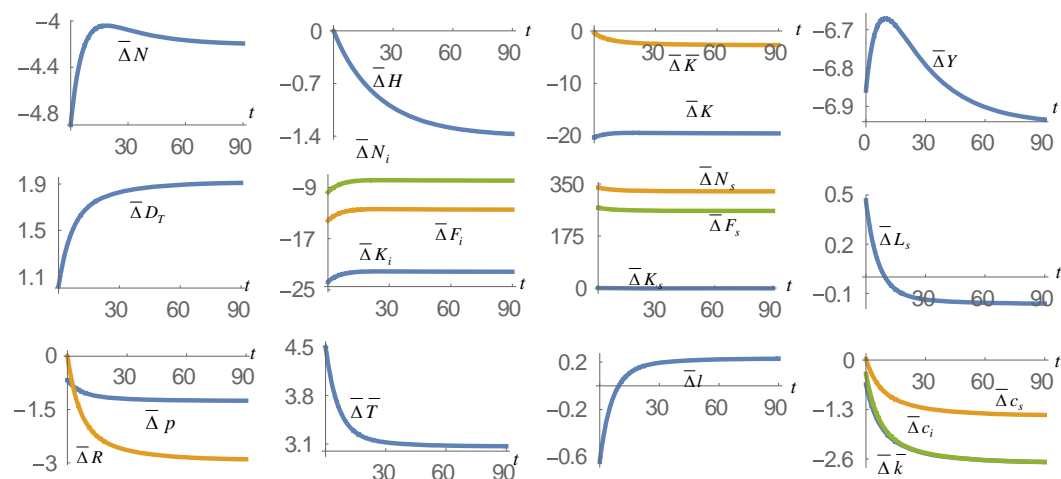 −4
−4.4
−4.8
Δ̅ N
t
30 60 90
0
−0.7
−1.4
Δ̅ H
t
30 60 90
0
−10
−20
Δ̅ K̅
Δ̅ K
t
30 60 90
−6.7
−6.8
−6.9
Δ̅ Y
t
0 30 60 90
1.9
1.5
1.1
Δ̅ D_T
t
30 60 90
Δ̅ N_i
−9
−17
−25
Δ̅ F_i
Δ̅ K_i
t
30 60 90
350
175
0
Δ̅ N_s
Δ̅ F_s
Δ̅ K_s
t
30 60 90
0.5
0.2
−0.1
Δ̅ L_s
t
30 60 90
0
−1.5
−3
Δ̅ p
Δ̅ R
t
30 60 90
4.5
3.8
3.1
Δ̅ T̅
t
30 60 90
0.2
−0.2
−0.6
Δ̅ l
t
30 60 90
0
−1.3
−2.6
Δ̅ c_s
Δ̅ c_i
Δ̅ k̅
t
30 60 90